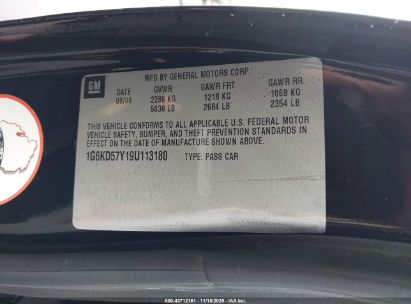 GM
MFD BY GENERAL MOTORS CORP.
DATE GVWR GAWR FRT GAWR RR
08/08 2286 KG 1218 KG 1068 KG
5038 LB 2684 LB 2354 LB
THIS VEHICLE CONFORMS TO ALL APPLICABLE U.S. FEDERAL MOTOR
VEHICLE SAFETY, BUMPER, AND THEFT PREVENTION STANDARDS IN
EFFECT ON THE DATE OF MANUFACTURE SHOWN ABOVE.
1G6KD57Y19U113180 TYPE: PASS CAR